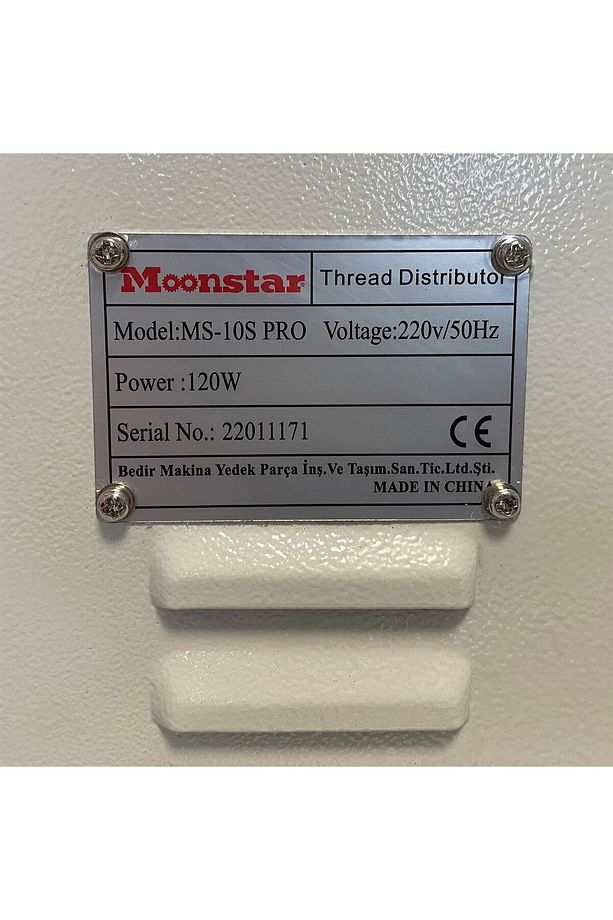 Moonstar Thread Distributor
Model:MS-10S PRO Voltage:220v/50Hz
Power :120W
Serial No.: 22011171 CE
Bedir Makina Yedek Parça İnş.Ve Taşım.San.Tic.Ltd.Şti.
MADE IN CHINA